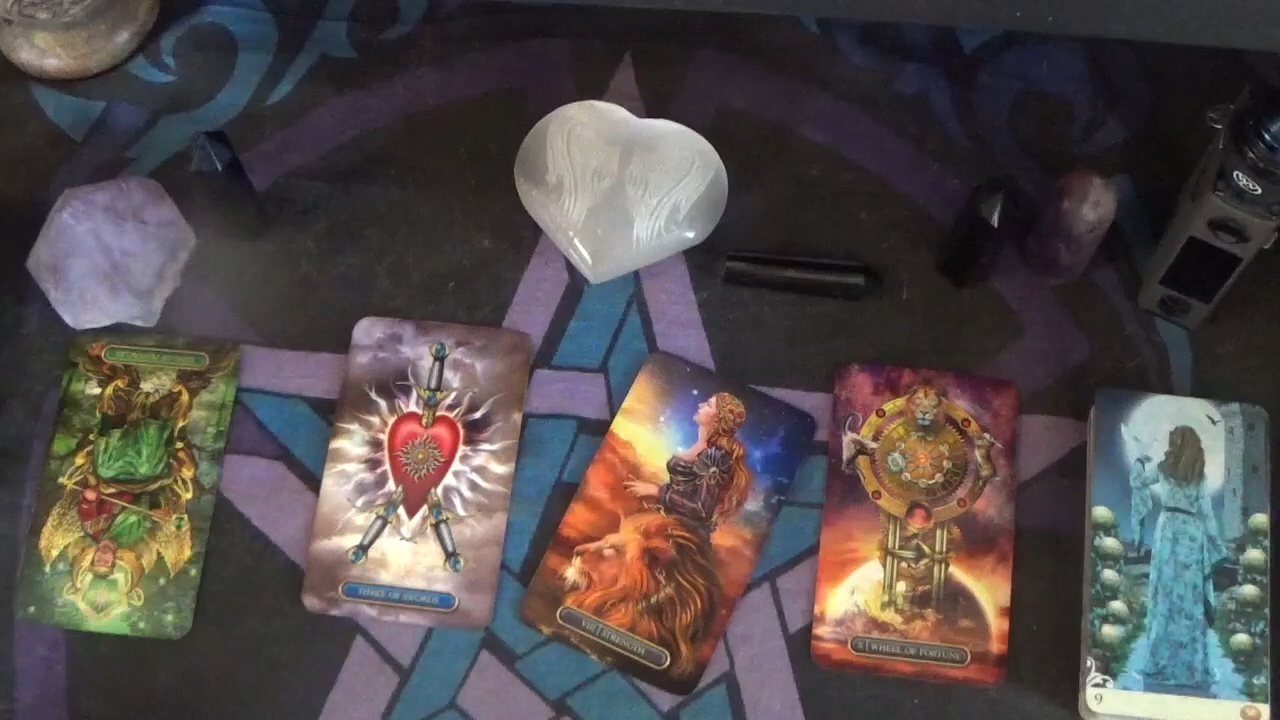 THREE OF SWORDS
VIII | STRENGTH
X | WHEEL OF FORTUNE
9